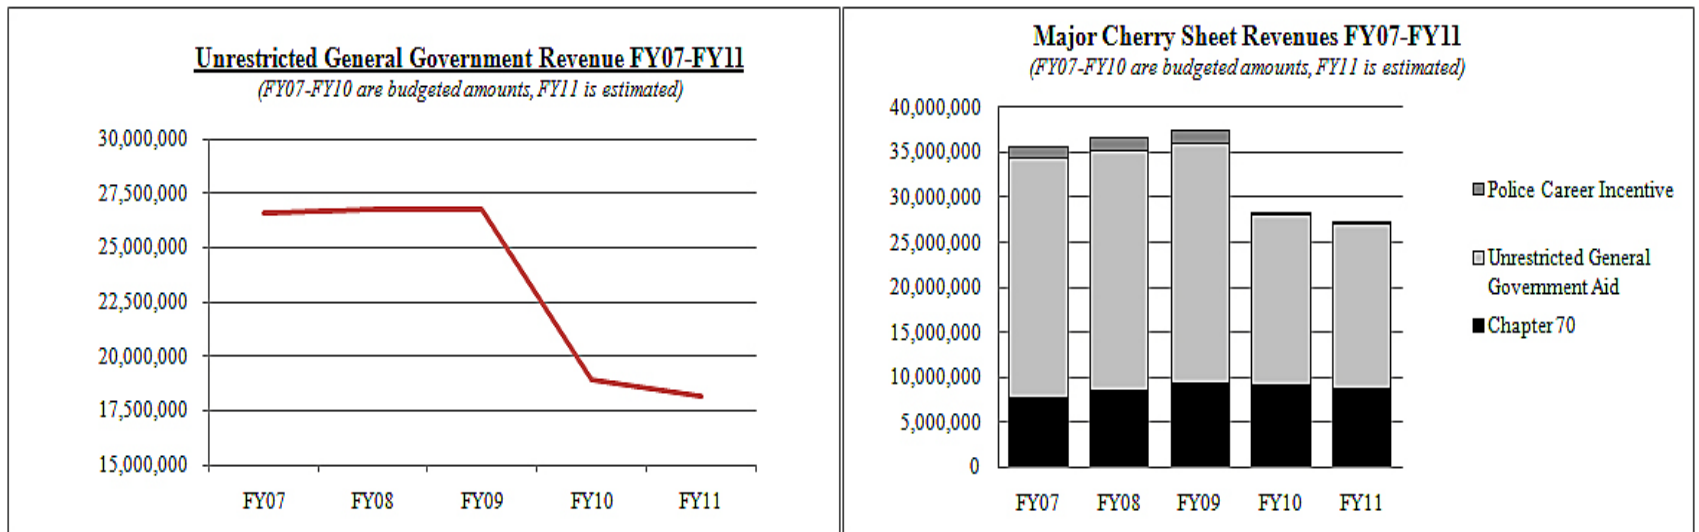 Unrestricted General Government Revenue FY07-FY11
(FY07-FY10 are budgeted amounts, FY11 is estimated)
30,000,000
27,500,000
25,000,000
22,500,000
20,000,000
17,500,000
15,000,000
FY07 FY08 FY09 FY10 FY11
Major Cherry Sheet Revenues FY07-FY11
(FY07-FY10 are budgeted amounts, FY11 is estimated)
40,000,000
35,000,000
30,000,000
25,000,000
20,000,000
15,000,000
10,000,000
5,000,000
0
FY07 FY08 FY09 FY10 FY11
Police Career Incentive
Unrestricted General
Government Aid
Chapter 70